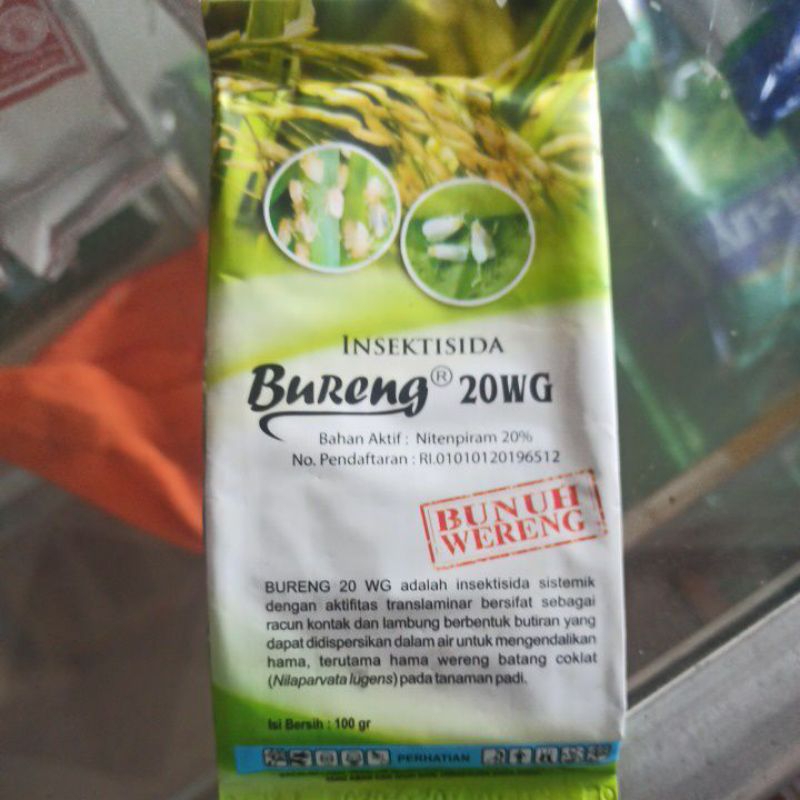 INSEKTISIDA
Bureng® 20WG
Bahan Aktif : Nitenpiram 20%
No. Pendaftaran : RI.01010120196512
BUNUH
WERENG
BURENG 20 WG adalah insektisida sistemik
dengan aktifitas translaminar bersifat sebagai
racun kontak dan lambung berbentuk butiran yang
dapat didispersikan dalam air untuk mengendalikan
hama, terutama hama wereng batang coklat
(Nilaparvata lugens) pada tanaman padi.
Isi Bersih : 100 gr
PERHATIAN